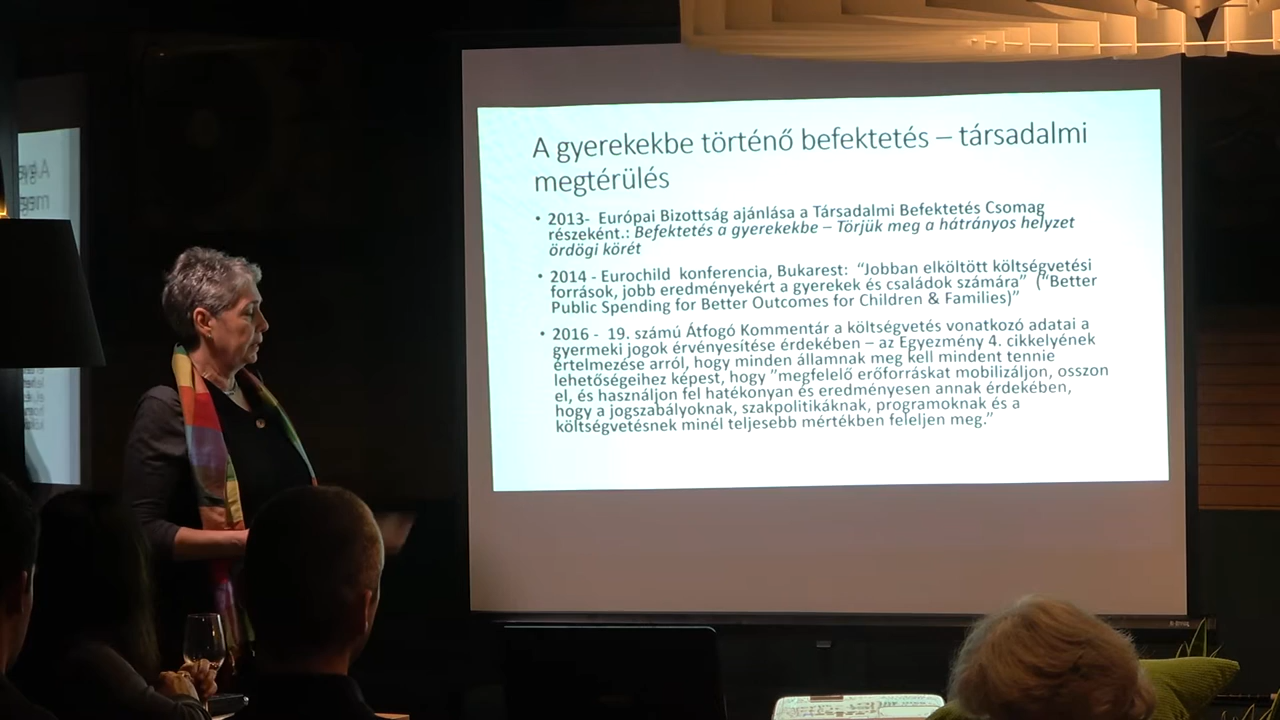 A gyerekekbe történő befektetés – társadalmi
megtérülés
• 2013- Európai Bizottság ajánlása a Társadalmi Befektetés Csomag
részeként.: Befektetés a gyerekekbe – Törjük meg a hátrányos helyzet
ördögi körét
• 2014 - Eurochild konferencia, Bukarest: “Jobban elköltött költségvetési
források, jobb eredményekért a gyerekek és családok számára” (“Better
Public Spending for Better Outcomes for Children & Families)”
• 2016 - 19. számú Átfogó Kommentár a költségvetés vonatkozó adatai a
gyermeki jogok érvényesítése érdekében – az Egyezmény 4. cikkelyének
értelmezése arról, hogy minden államnak meg kell mindent tennie
lehetőségeihez képest, hogy ”megfelelő erőforráskat mobilizáljon, osszon
el, és használjon fel hatékonyan és eredményesen annak érdekében,
hogy a jogszabályoknak, szakpolitikáknak, programoknak és a
költségvetésnek minél teljesebb mértékben feleljen meg.”